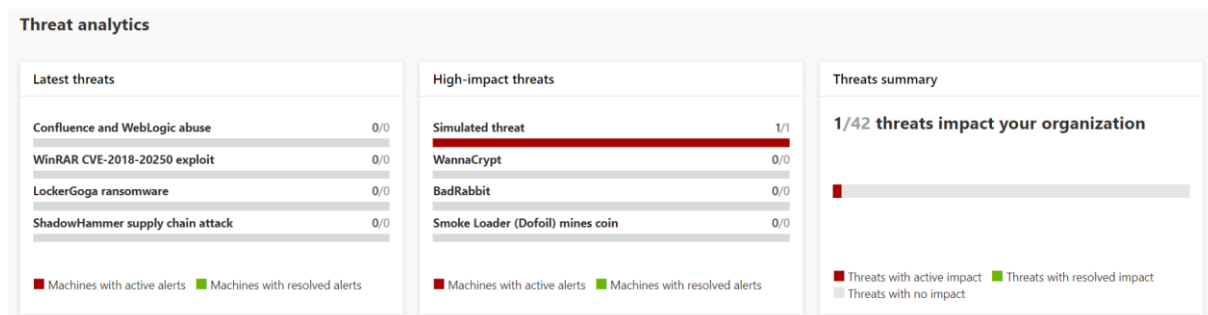 Threat analytics
Latest threats
Confluence and WebLogic abuse 0/0
WinRAR CVE-2018-20250 exploit 0/0
LockerGoga ransomware 0/0
ShadowHammer supply chain attack 0/0
Machines with active alerts Machines with resolved alerts
High-impact threats
Simulated threat 1/1
WannaCrypt 0/0
BadRabbit 0/0
Smoke Loader (Dofoil) mines coin 0/0
Machines with active alerts Machines with resolved alerts
Threats summary
1/42 threats impact your organization
Threats with active impact Threats with resolved impact
Threats with no impact